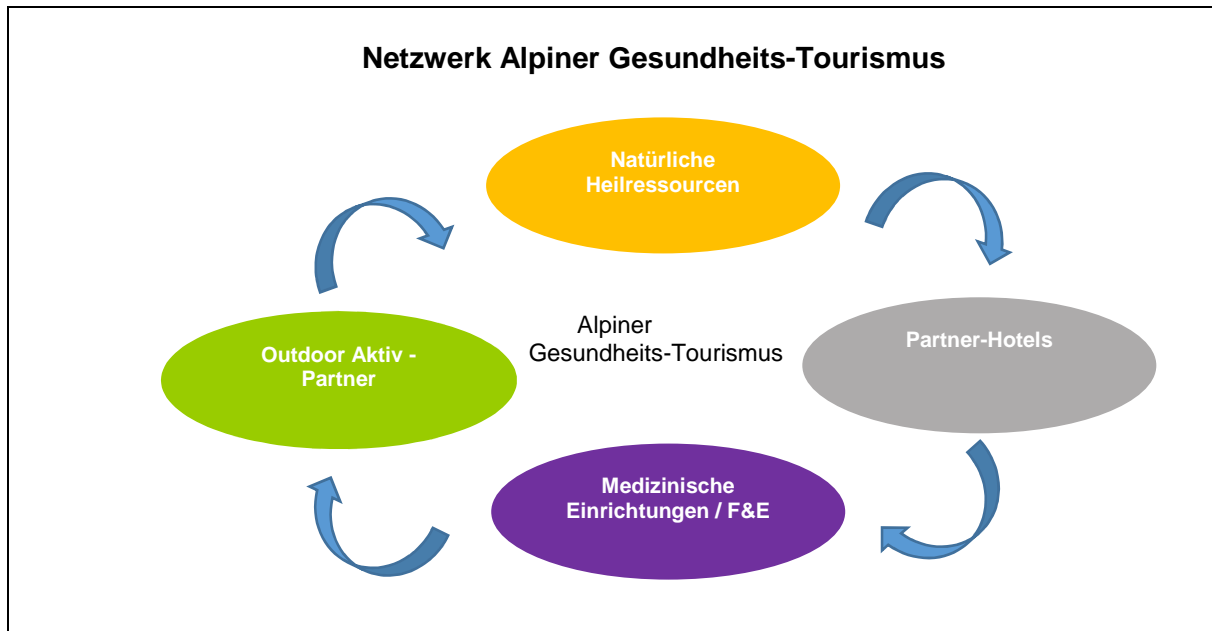 Netzwerk Alpiner Gesundheits-Tourismus
Natürliche
Heilressourcen
Alpiner
Gesundheits-Tourismus
Outdoor Aktiv -
Partner
Partner-Hotels
Medizinische
Einrichtungen / F&E